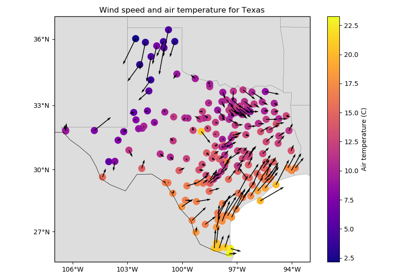 Wind speed and air temperature for Texas
36°N
33°N
30°N
27°N
106°W
103°W
100°W
97°W
94°W
22.5
20.0
17.5
15.0
12.5
10.0
7.5
5.0
2.5
Air temperature (C)